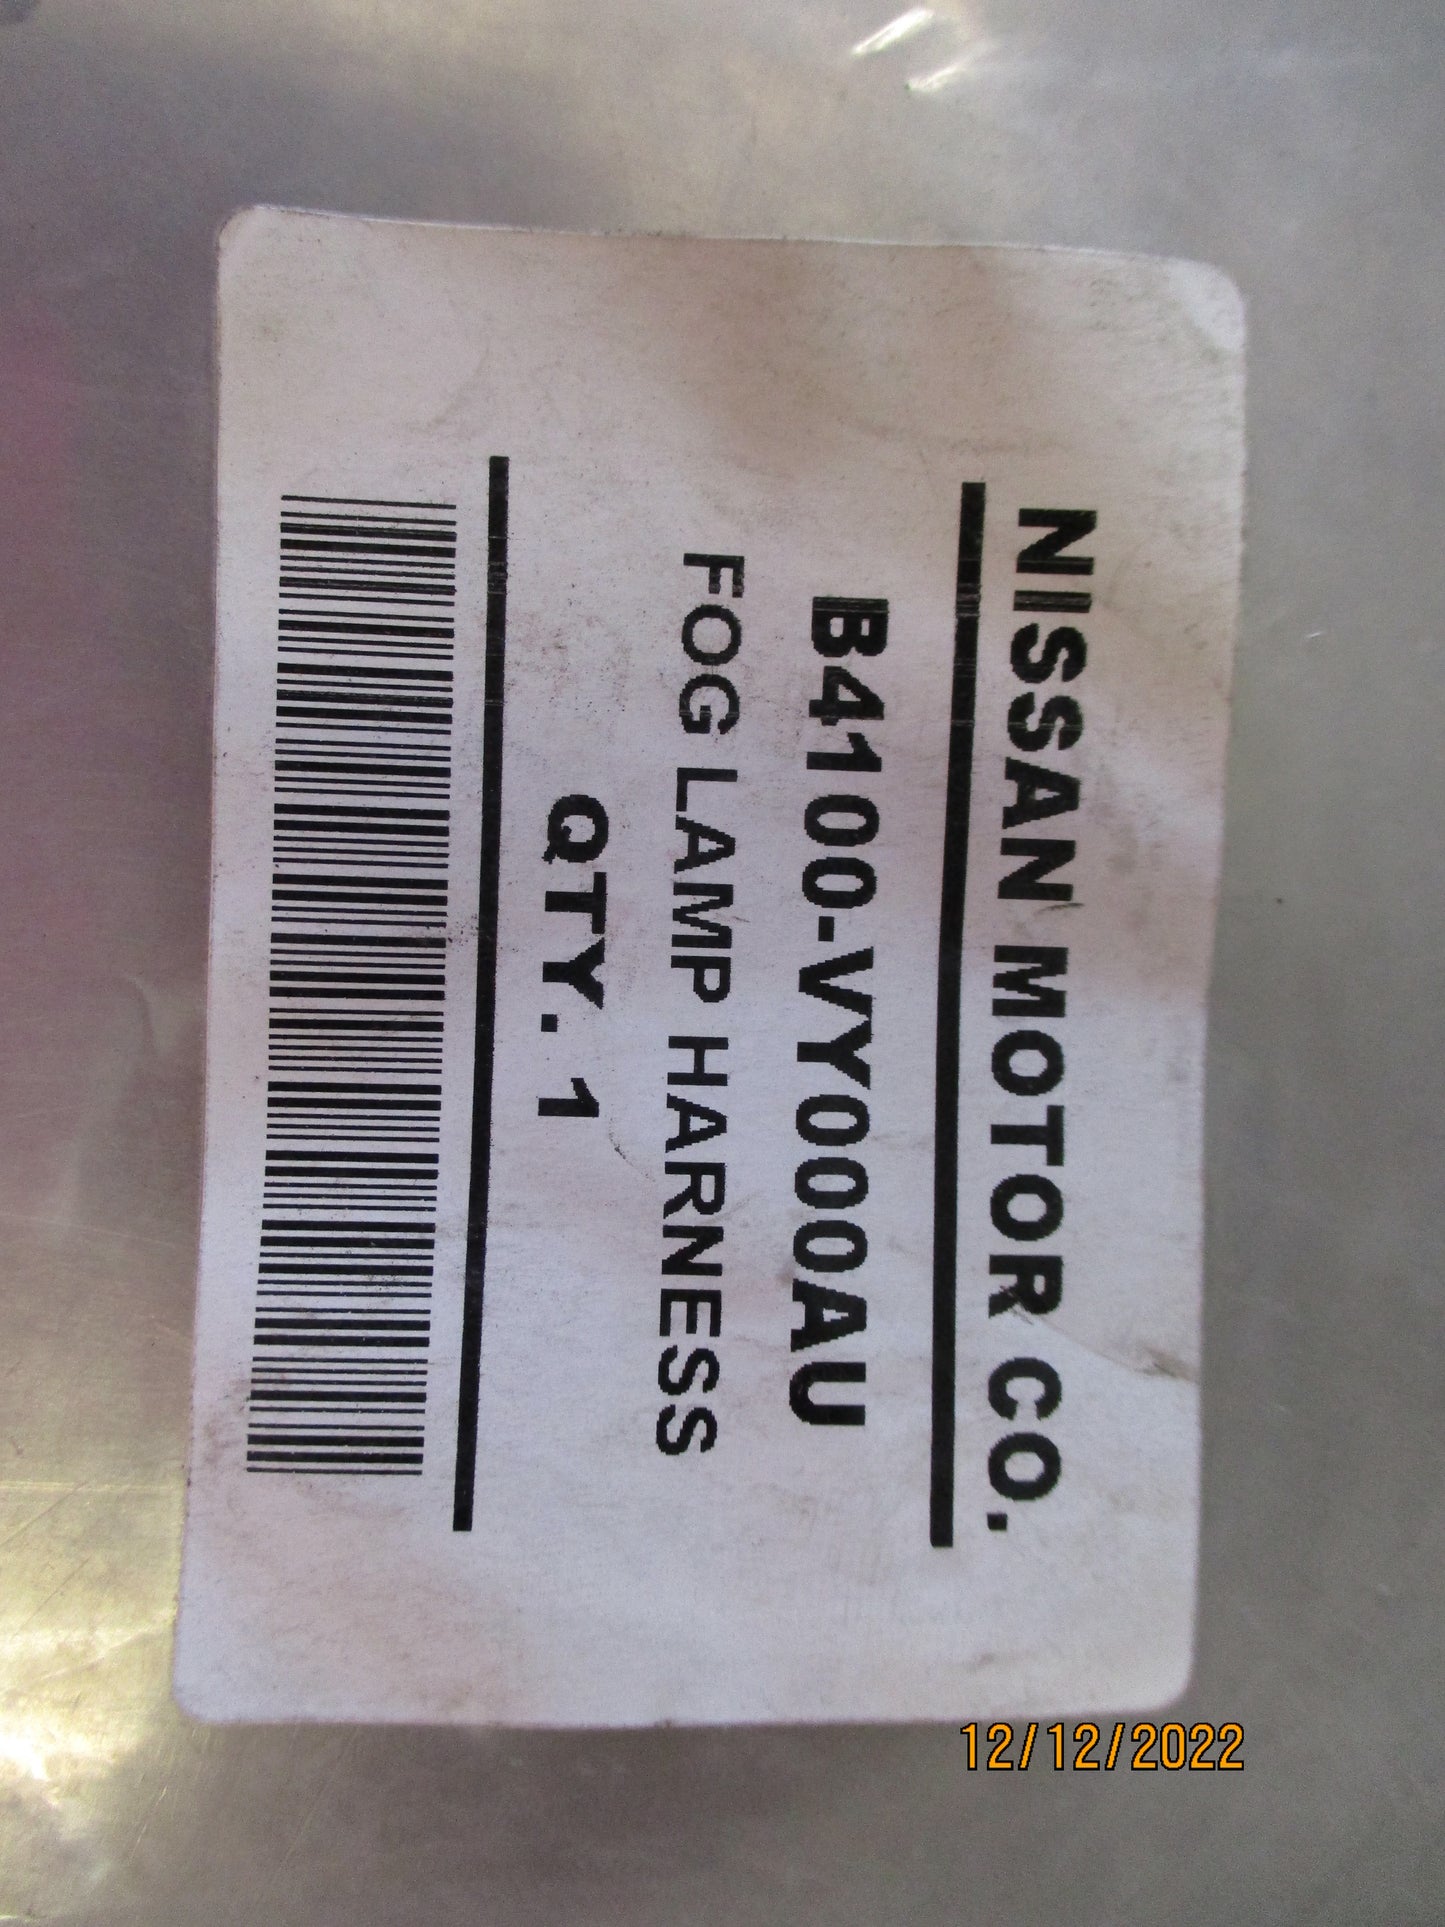 NISSAN MOTOR CO.
B4100-VY000AU
FOG LAMP HARNESS
QTY. 1
12/12/2022